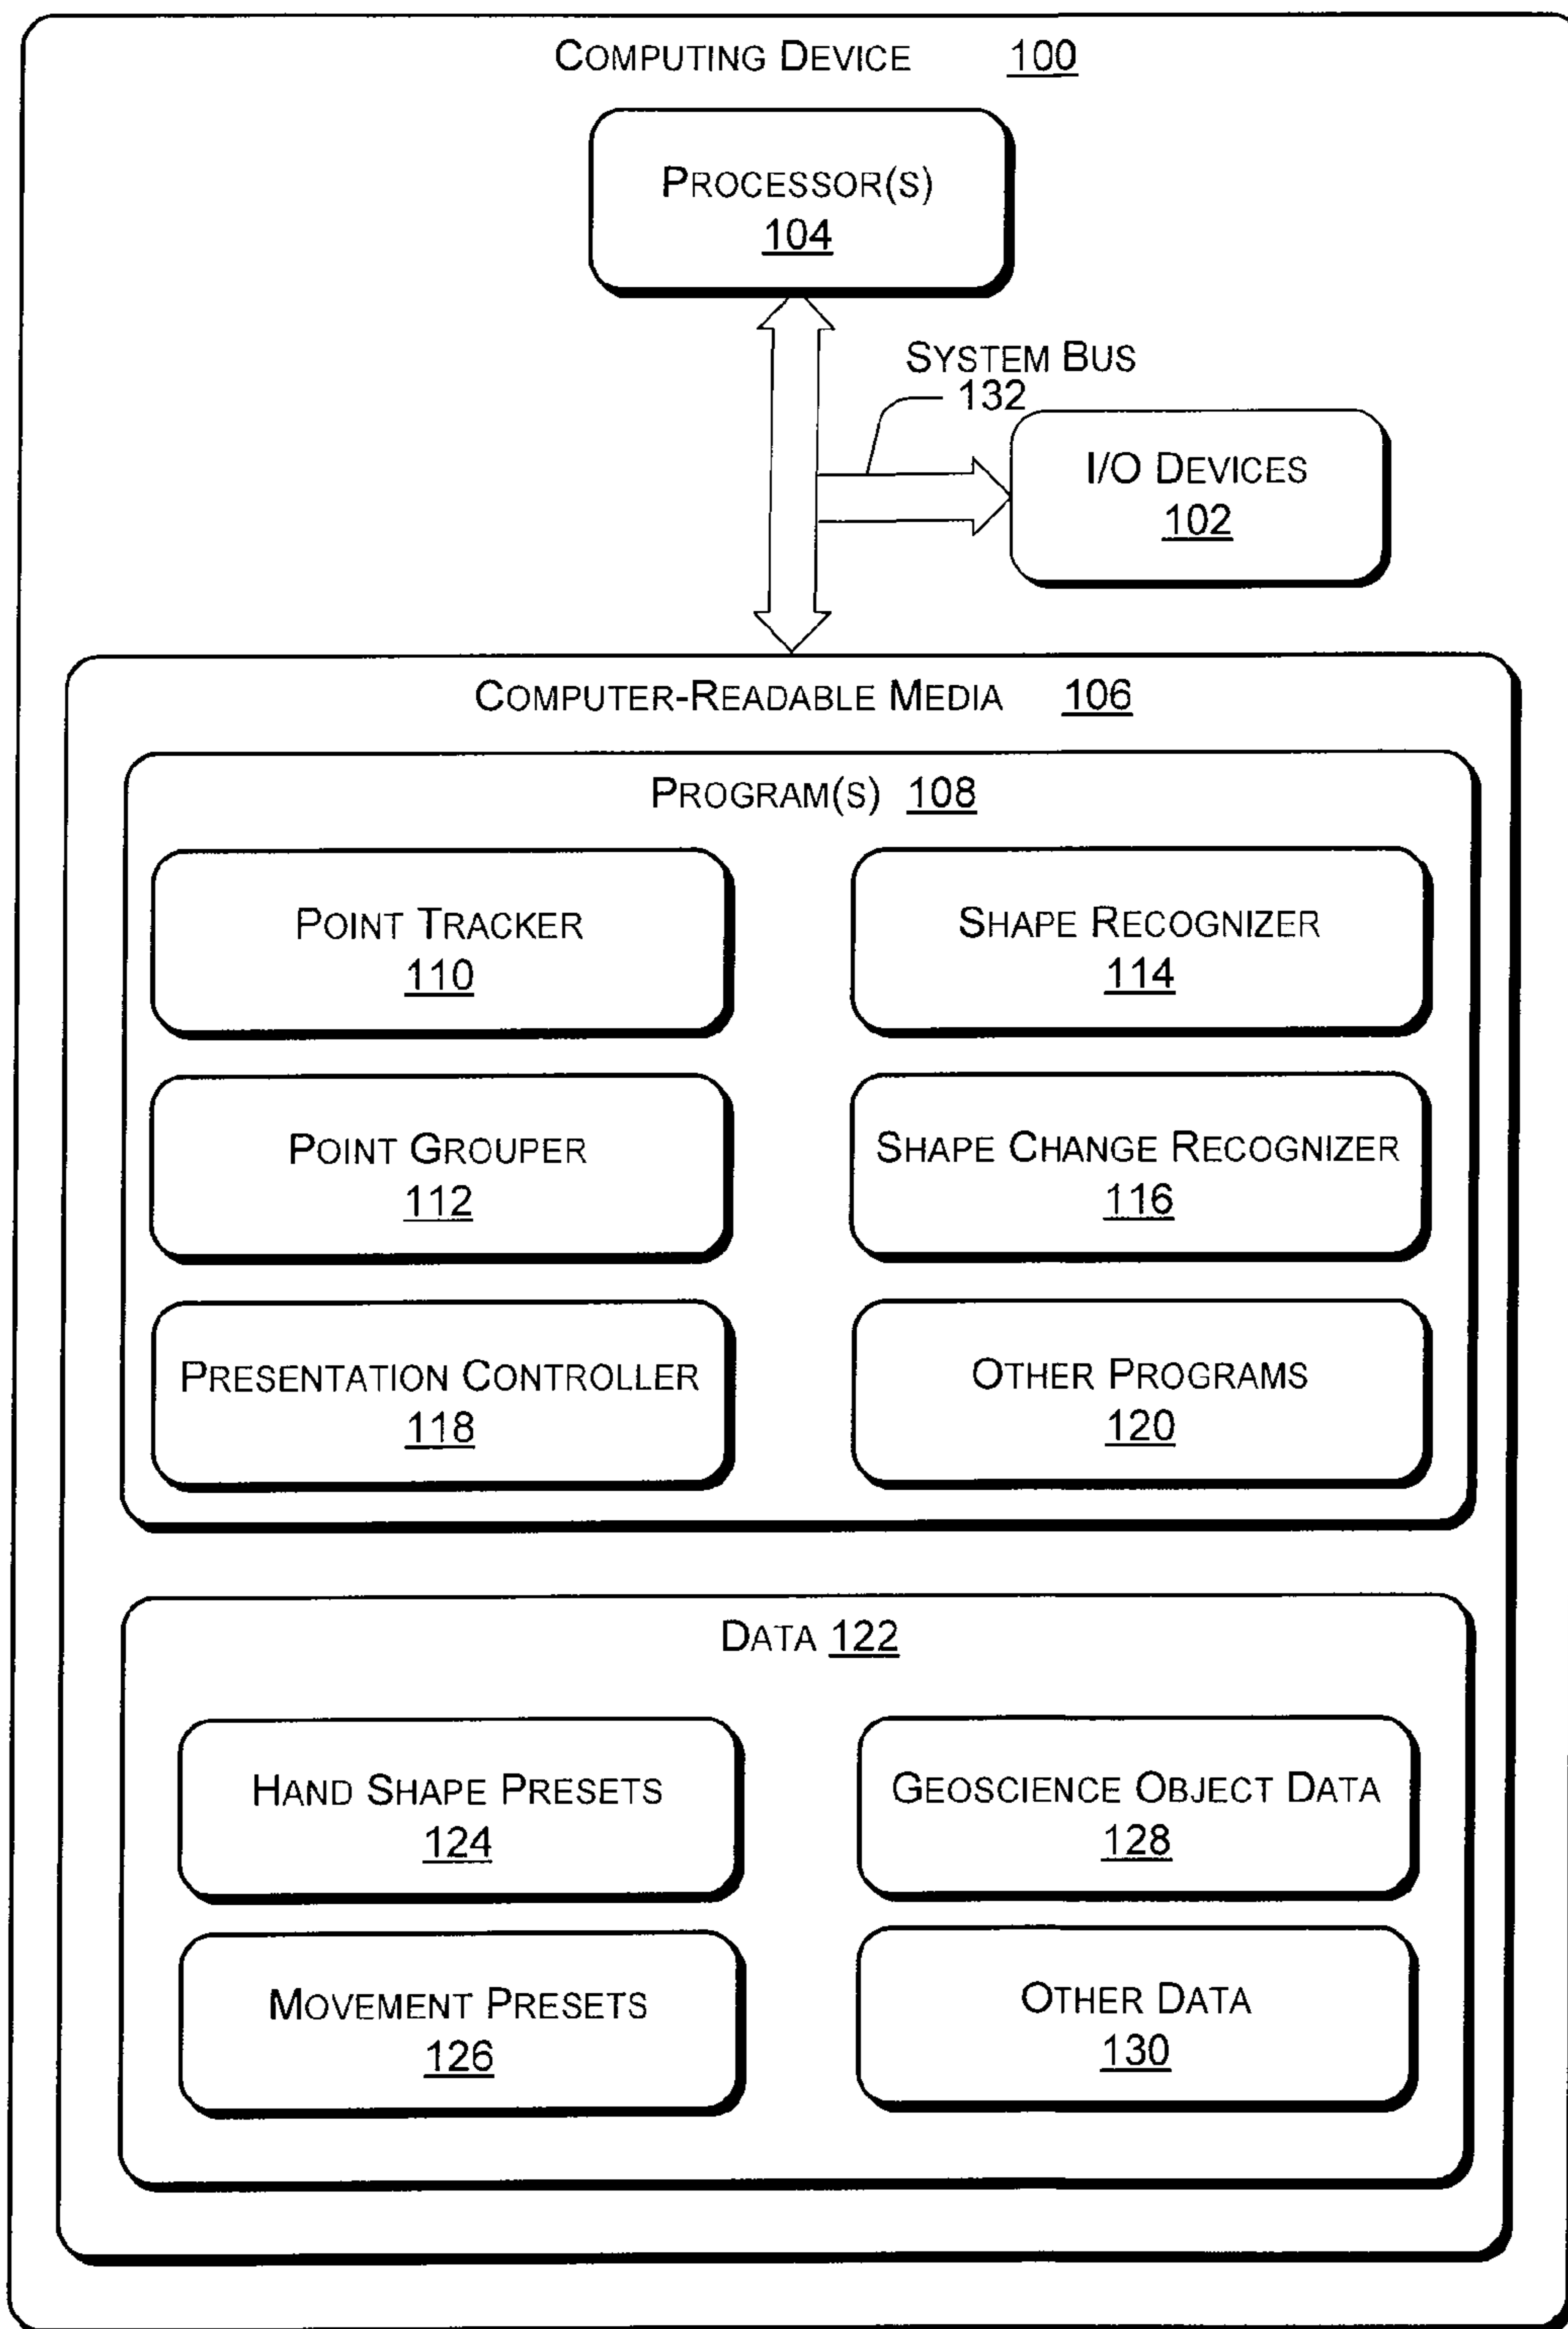 COMPUTING DEVICE 100
PROCESSOR(S)
104
SYSTEM BUS
132
I/O DEVICES
102
COMPUTER-READABLE MEDIA 106
PROGRAM(S) 108
POINT TRACKER
110
SHAPE RECOGNIZER
114
POINT GROUPER
112
SHAPE CHANGE RECOGNIZER
116
PRESENTATION CONTROLLER
118
OTHER PROGRAMS
120
DATA 122
HAND SHAPE PRESETS
124
GEOSCIENCE OBJECT DATA
128
MOVEMENT PRESETS
126
OTHER DATA
130